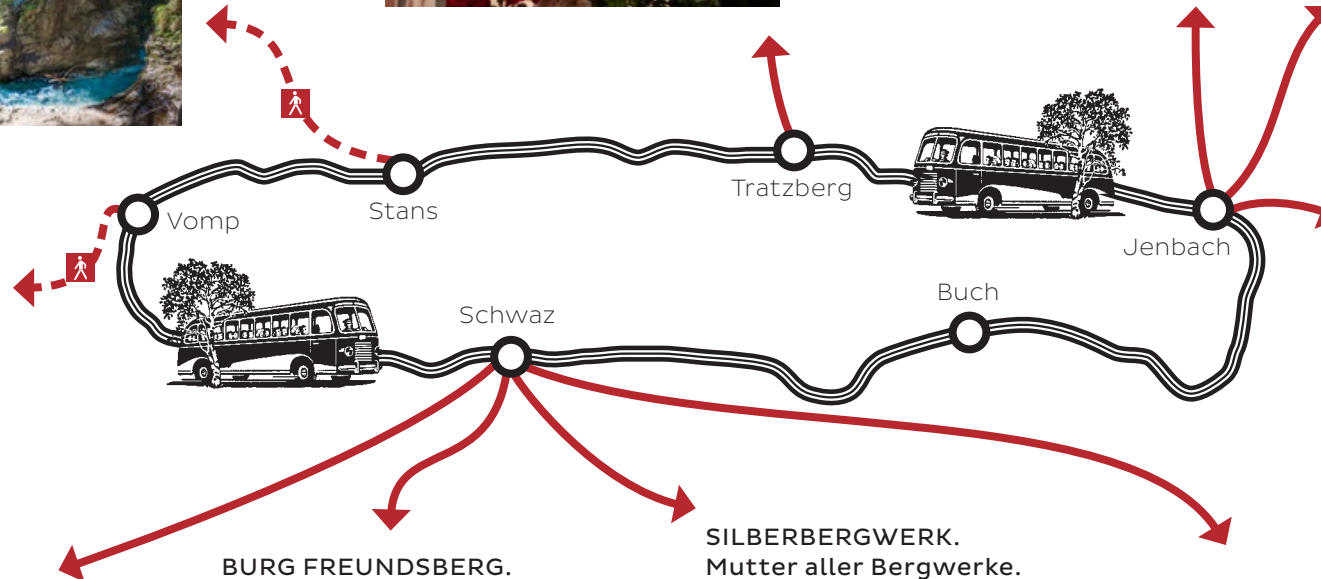 Stans
Tratzberg
Vomp
Jenbach
Buch
Schwaz
BURG FREUNDSBERG.
SILBERBERGWERK.
Mutter aller Bergwerke.